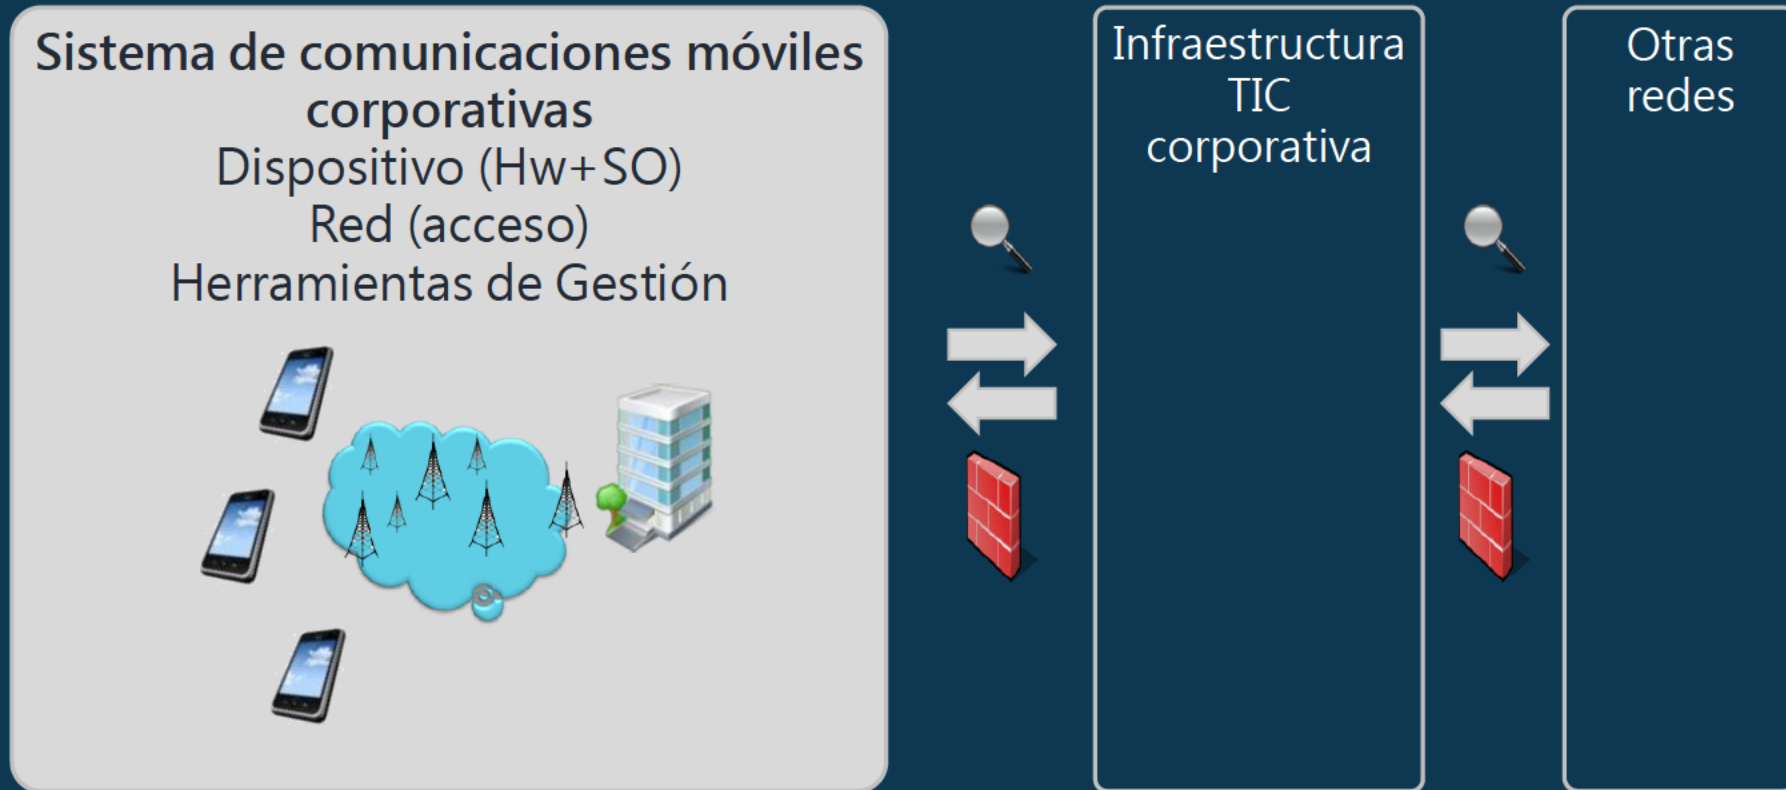 Sistema de comunicaciones móviles
corporativas
Dispositivo (Hw+SO)
Red (acceso)
Herramientas de Gestión
Infraestructura
TIC
corporativa
Otras
redes